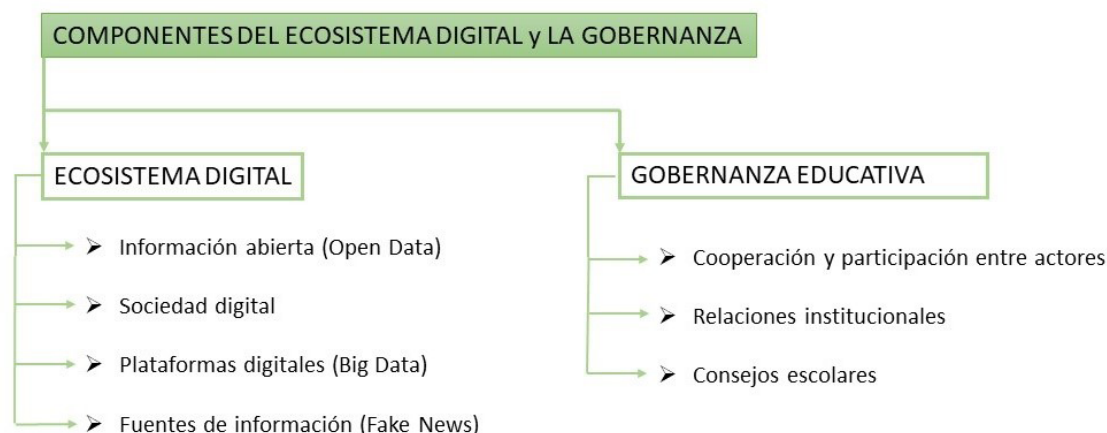 COMPONENTES DEL ECOSISTEMA DIGITAL y LA GOBERNANZA
ECOSISTEMA DIGITAL
Información abierta (Open Data)
Sociedad digital
Plataformas digitales (Big Data)
Fuentes de información (Fake News)
GOBERNANZA EDUCATIVA
Cooperación y participación entre actores
Relaciones institucionales
Consejos escolares